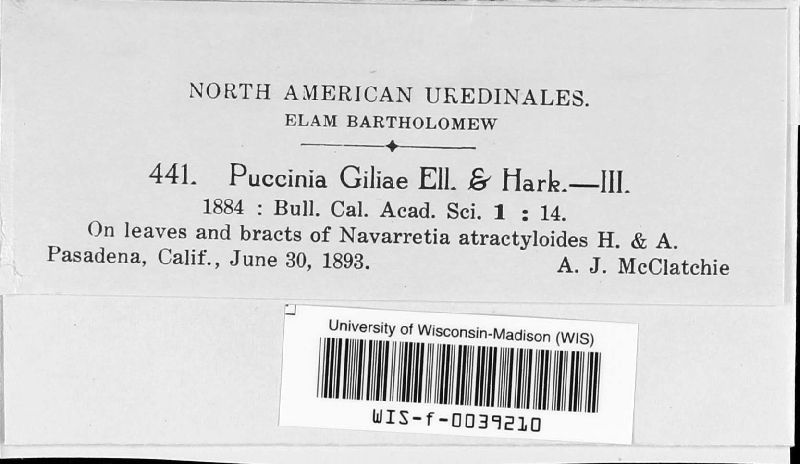 NORTH AMERICAN UREDINALES.
ELAM BARTHOLOMEW
441. Puccinia Giliae Ell. & Hark.—III.
1884 : Bull. Cal. Acad. Sci. 1 : 14.
On leaves and bracts of Navarretia atractyloides H. & A.
Pasadena, Calif., June 30, 1893. A. J. McClatchie
University of Wisconsin-Madison (WIS)
WIS-f-0039210